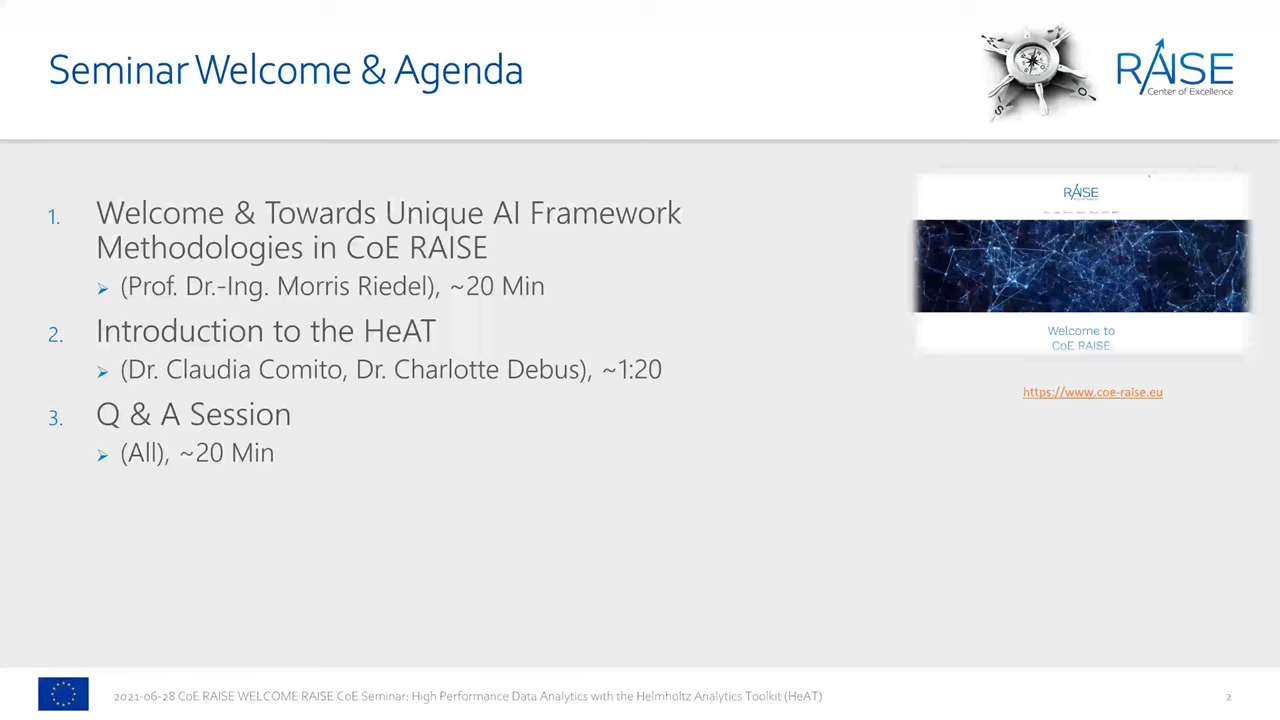 Seminar Welcome & Agenda
RAISE
Center of Excellence
1. Welcome & Towards Unique AI Framework
Methodologies in CoE RAISE
➢ (Prof. Dr.-Ing. Morris Riedel), ~20 Min
2. Introduction to the HeAT
➢ (Dr. Claudia Comito, Dr. Charlotte Debus), ~1:20
3. Q & A Session
➢ (All), ~20 Min
RAISE
Welcome to
CoE RAISE
https://www.coe-raise.eu
2021-06-28 CoE RAISE WELCOME RAISE CoE Seminar: High Performance Data Analytics with the Helmholtz Analytics Toolkit (HeAT)
2